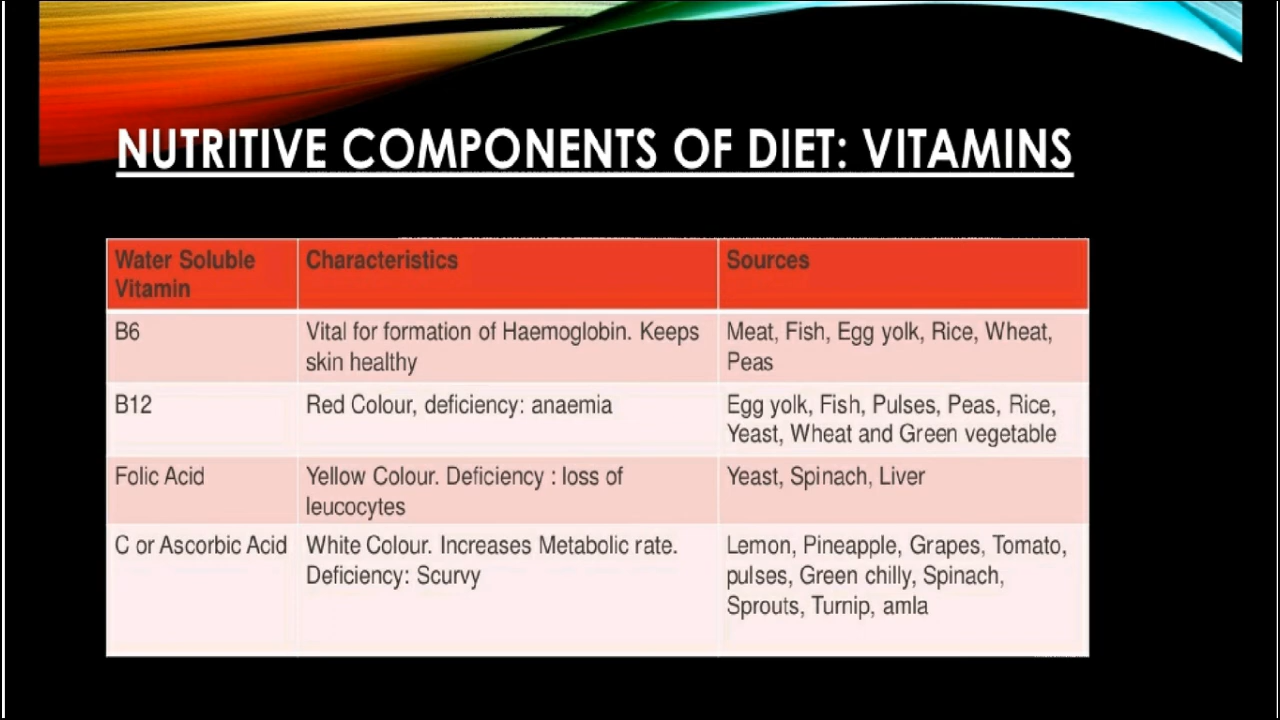 NUTRITIVE COMPONENTS OF DIET: VITAMINS
Water Soluble
Vitamin
Characteristics
Sources
B6
Vital for formation of Haemoglobin. Keeps
skin healthy
Meat, Fish, Egg yolk, Rice, Wheat,
Peas
B12
Red Colour, deficiency: anaemia
Egg yolk, Fish, Pulses, Peas, Rice,
Yeast, Wheat and Green vegetable
Folic Acid
Yellow Colour. Deficiency : loss of
leucocytes
Yeast, Spinach, Liver
C or Ascorbic Acid
White Colour. Increases Metabolic rate.
Deficiency: Scurvy
Lemon, Pineapple, Grapes, Tomato,
pulses, Green chilly, Spinach,
Sprouts, Turnip, amla